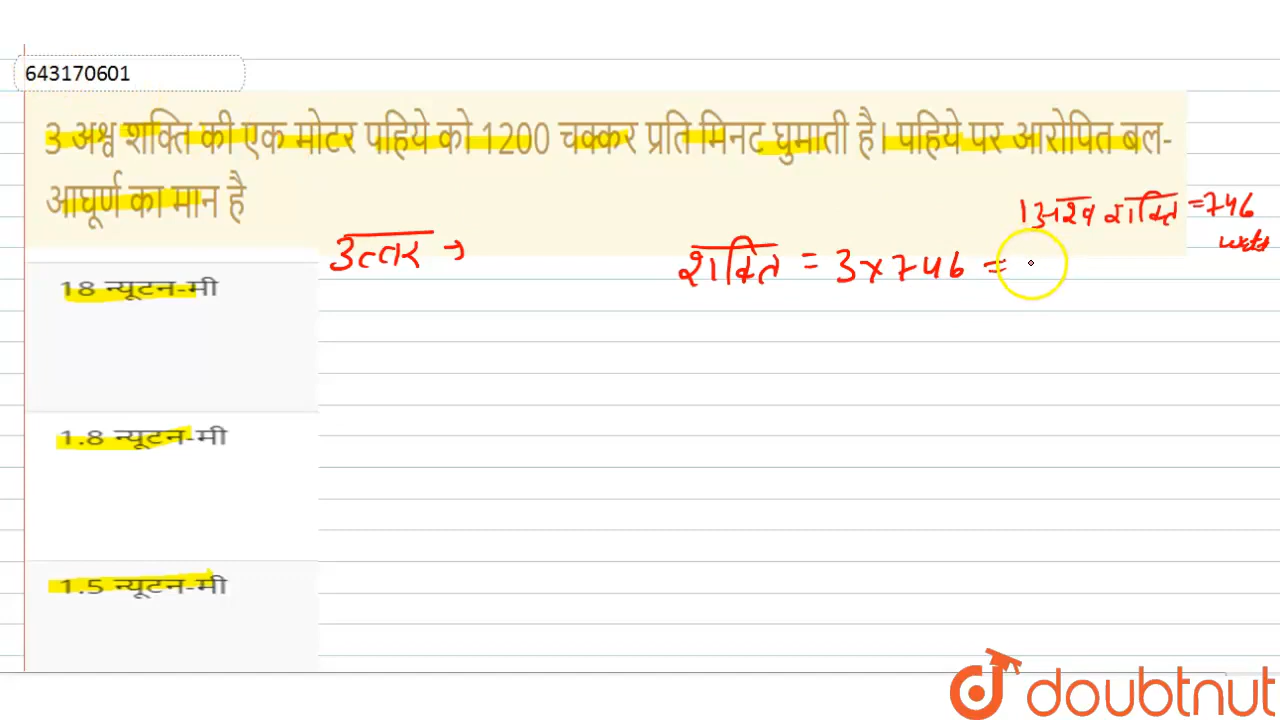 643170601
3 अश्व शक्ति की एक मोटर पहिये को 1200 चक्कर प्रति मिनट घुमाती है। पहिये पर आरोपित बल-
आघूर्ण का मान है
1 अश्व शक्ति = 746
watt
उत्तर →
शक्ति = 3 x 746 =
18 न्यूटन-मी
1.8 न्यूटन-मी
1.5 न्यूटन-मी
doubtnut